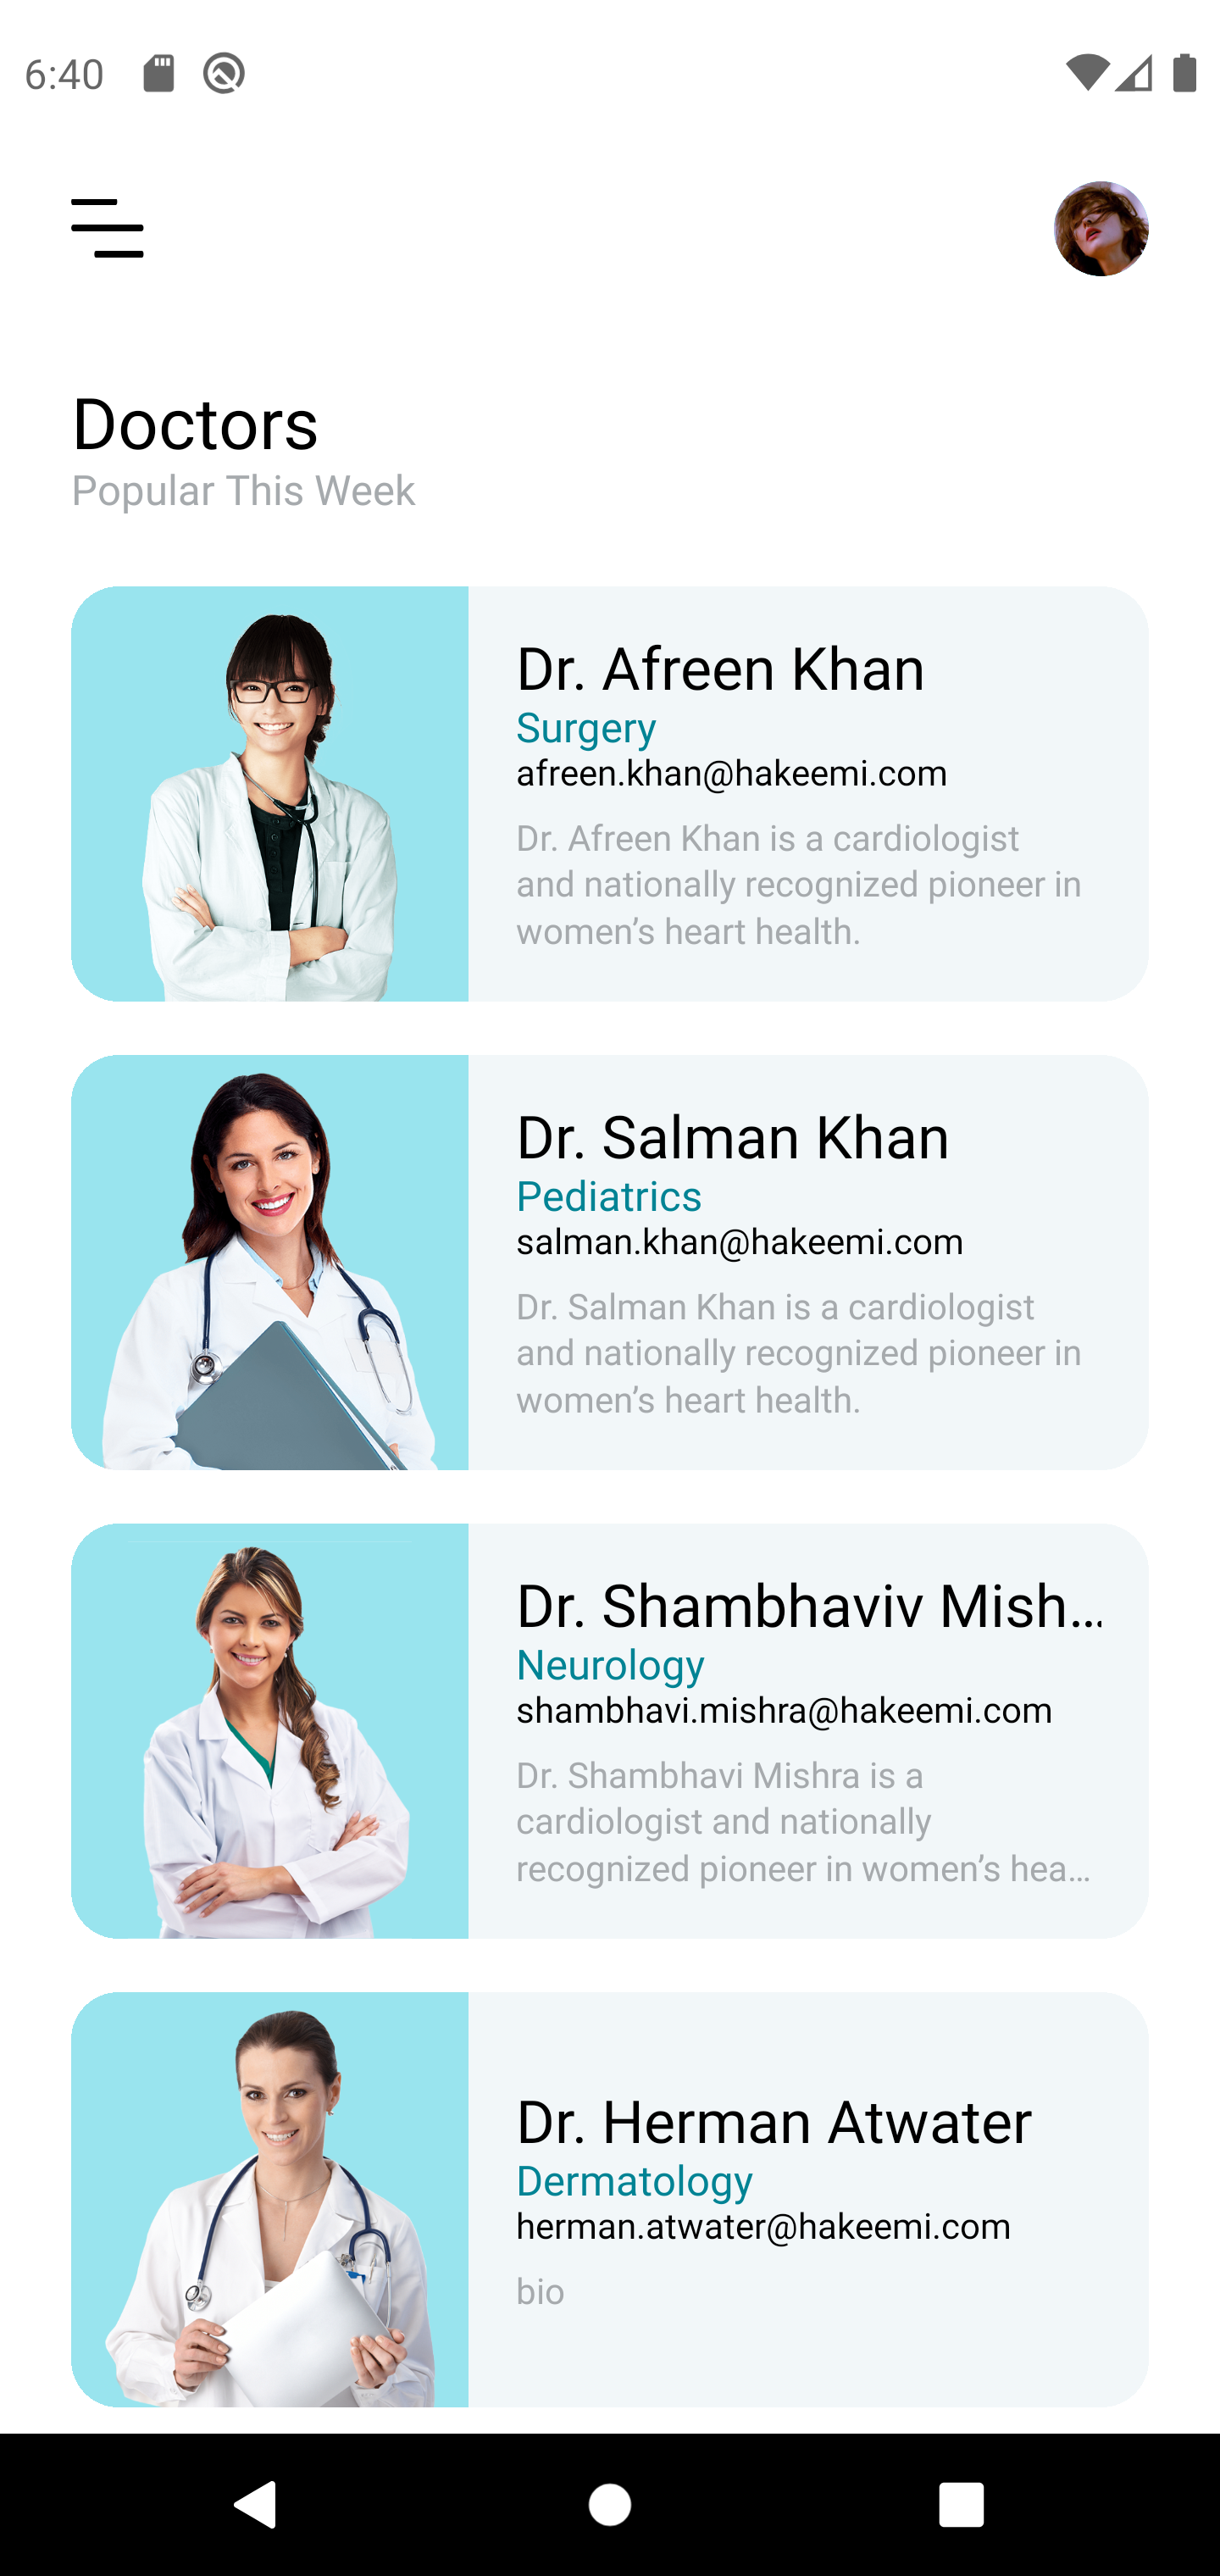 6:40
Doctors
Popular This Week
Dr. Afreen Khan
Surgery
afreen.khan@hakeemi.com
Dr. Afreen Khan is a cardiologist
and nationally recognized pioneer in
women’s heart health.
Dr. Salman Khan
Pediatrics
salman.khan@hakeemi.com
Dr. Salman Khan is a cardiologist
and nationally recognized pioneer in
women’s heart health.
Dr. Shambhaviv Mish…
Neurology
shambhavi.mishra@hakeemi.com
Dr. Shambhavi Mishra is a
cardiologist and nationally
recognized pioneer in women’s hea…
Dr. Herman Atwater
Dermatology
herman.atwater@hakeemi.com
bio